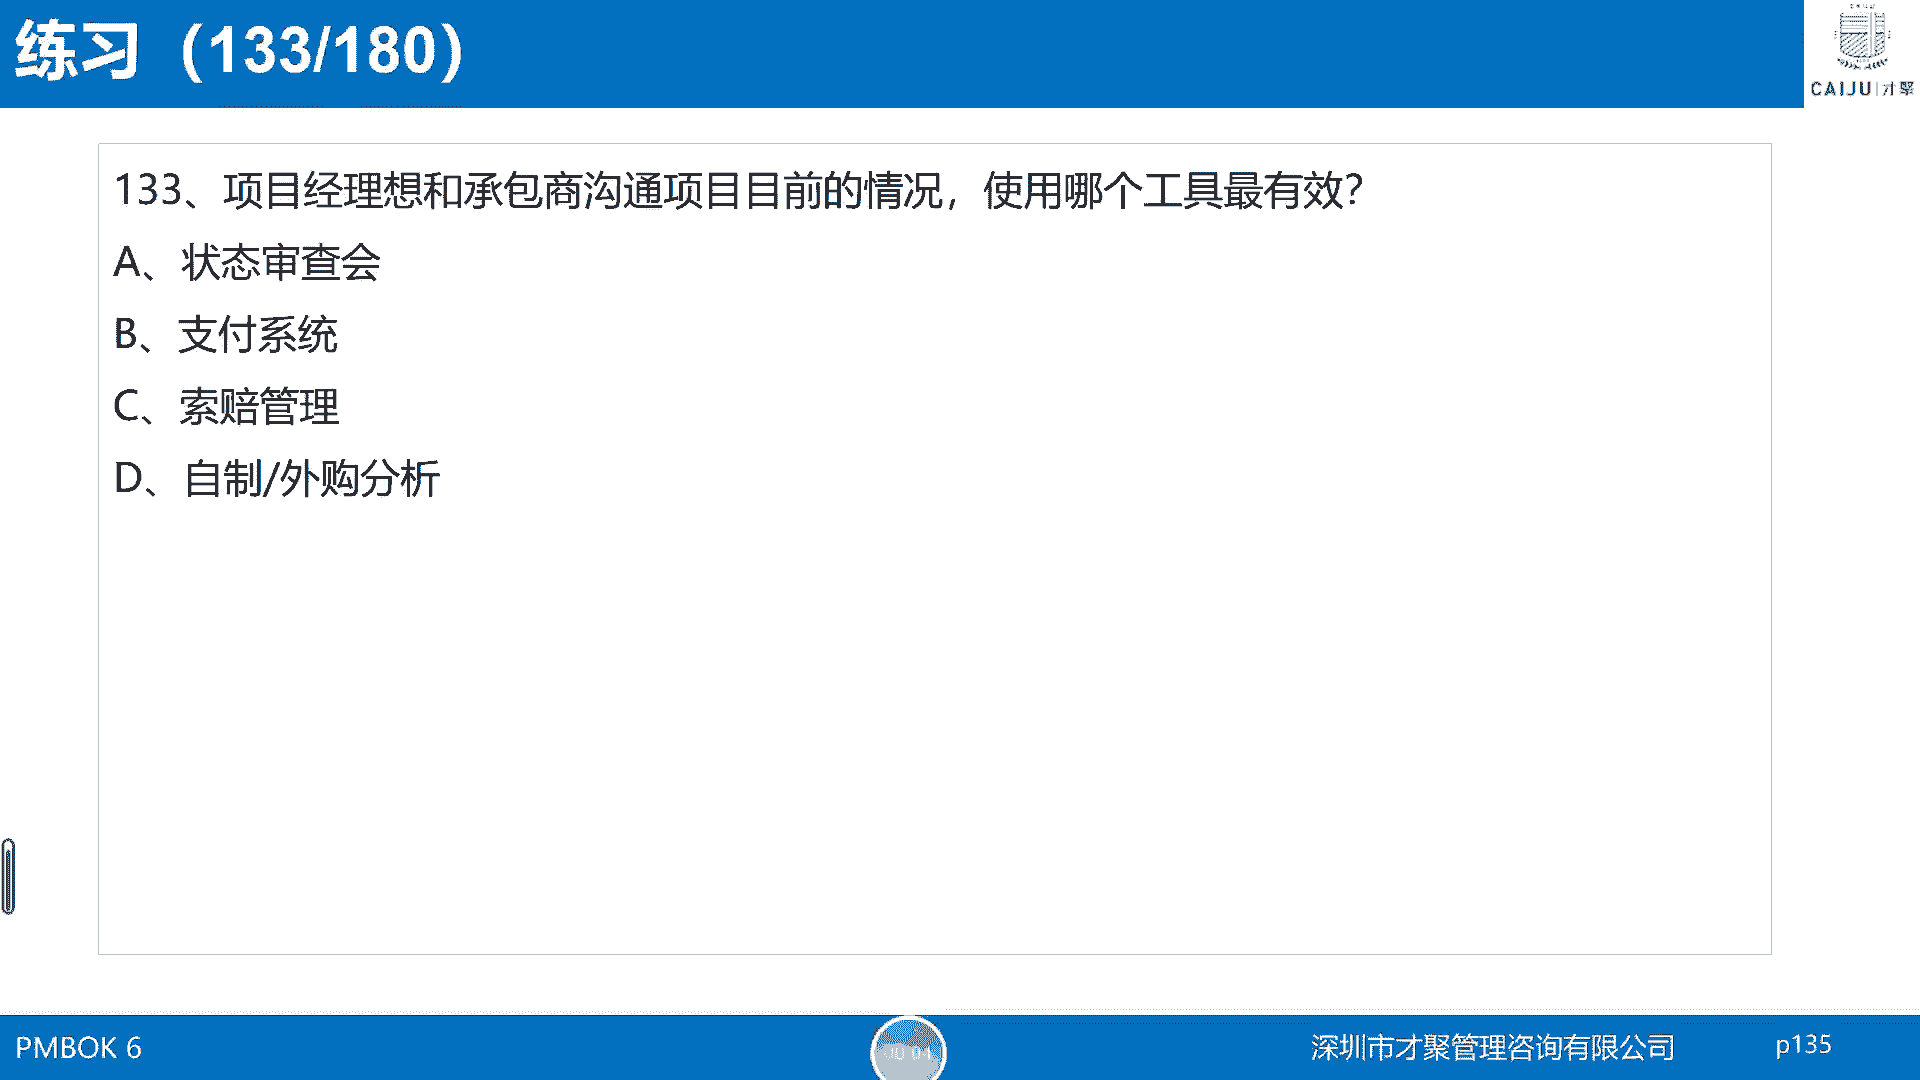 练习（133/180）
CAIJU|才聚
133、项目经理想和承包商沟通项目目前的情况，使用哪个工具最有效？
A、状态审查会
B、支付系统
C、索赔管理
D、自制/外购分析
PMBOK 6
00:04
深圳市才聚管理咨询有限公司
p135